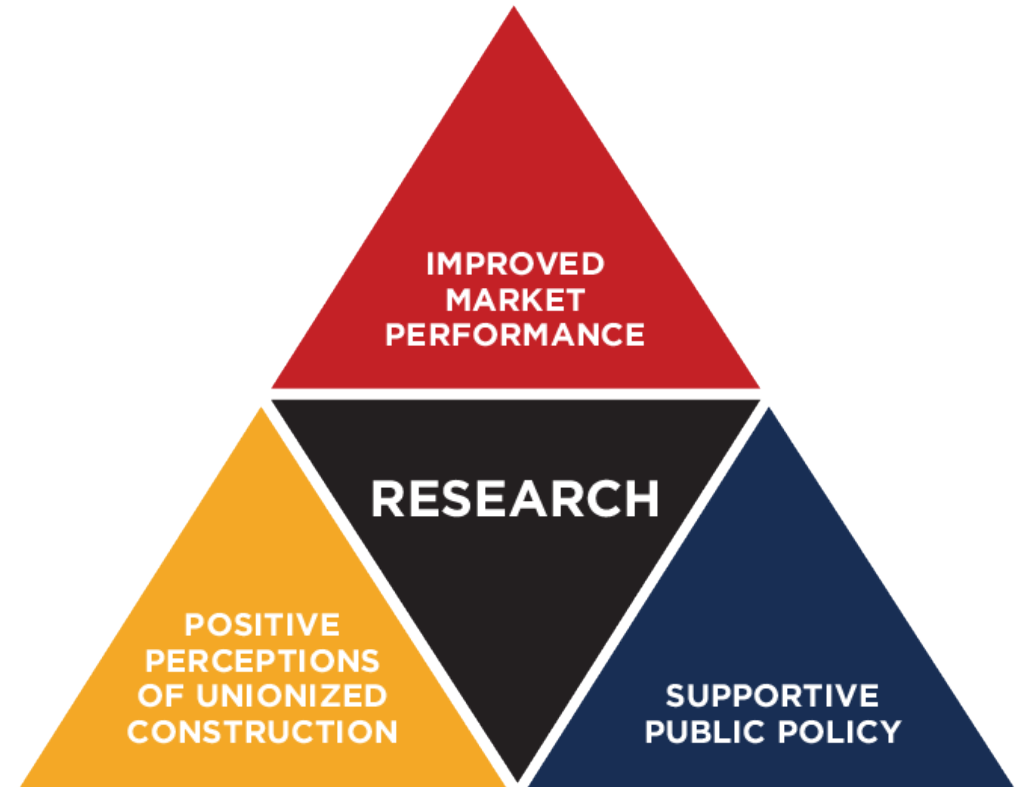 IMPROVED
MARKET
PERFORMANCE
RESEARCH
POSITIVE
PERCEPTIONS
OF UNIONIZED
CONSTRUCTION
SUPPORTIVE
PUBLIC POLICY